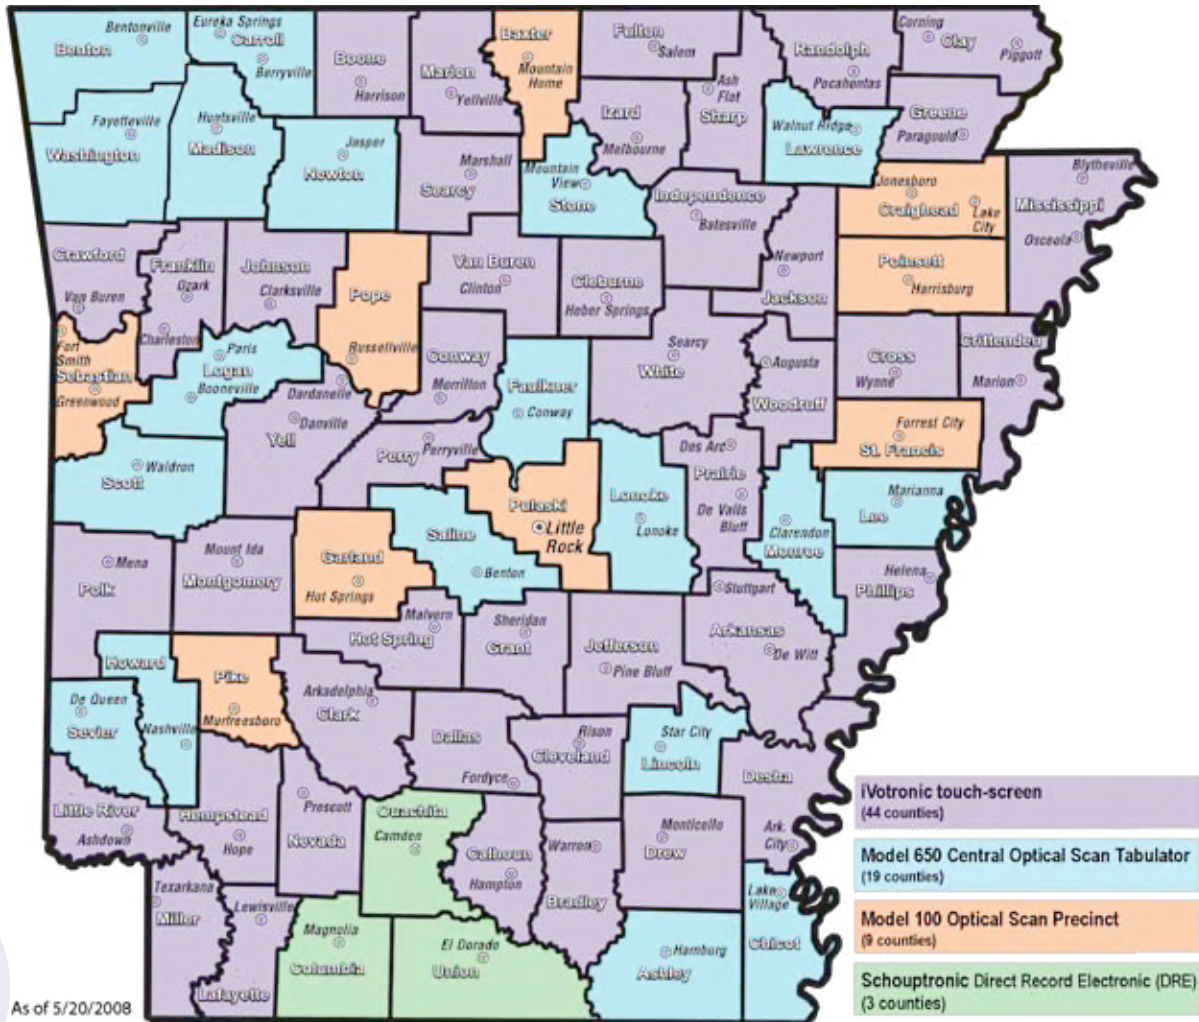 Bentonville
Benton
Eureka Springs
Carroll
Berryville
Boone
Harrison
Marion
Yellville
Baxter
Mountain
Home
Fulton
Salem
Randolph
Pocahontas
Corning
Clay
Piggott
Fayetteville
Washington
Huntsville
Madison
Jasper
Newton
Marshall
Searcy
Mountain
View
Stone
Izard
Melbourne
Ash
Flat
Sharp
Walnut Ridge
Lawrence
Greene
Paragould
Independence
Batesville
Jonesboro
Craighead
Lake
City
Blytheville
Mississippi
Osceola
Crawford
Van Buren
Franklin
Ozark
Charleston
Johnson
Clarksville
Pope
Russellville
Van Buren
Clinton
Cleburne
Heber Springs
Newport
Jackson
Poinsett
Harrisburg
Fort
Smith
Sebastian
Greenwood
Paris
Logan
Booneville
Dardanelle
Danville
Yell
Conway
Morrilton
Faulkner
Conway
Searcy
White
Augusta
Woodruff
Cross
Wynne
Crittenden
Marion
Waldron
Scott
Perry
Perryville
Pulaski
Little
Rock
Lonoke
Lonoke
Des Arc
Prairie
De Valls
Bluff
Forrest City
St. Francis
Clarendon
Monroe
Marianna
Lee
Mena
Polk
Mount Ida
Montgomery
Garland
Hot Springs
Saline
Benton
Malvern
Hot Spring
Sheridan
Grant
Jefferson
Pine Bluff
Stuttgart
Arkansas
De Witt
Helena
Phillips
Howard
Nashville
Pike
Murfreesboro
De Queen
Sevier
Arkadelphia
Clark
Dallas
Fordyce
Rison
Cleveland
Star City
Lincoln
Desha
Ark.
City
Little River
Ashdown
Hempstead
Hope
Prescott
Nevada
Ouachita
Camden
Calhoun
Hampton
Warren
Bradley
Monticello
Drew
Texarkana
Miller
Lewisville
Lafayette
Magnolia
Columbia
El Dorado
Union
Hamburg
Ashley
Lake
Village
Chicot
iVotronic touch-screen
(44 counties)
Model 650 Central Optical Scan Tabulator
(19 counties)
Model 100 Optical Scan Precinct
(9 counties)
Schouptronic Direct Record Electronic (DRE)
(3 counties)
As of 5/20/2008